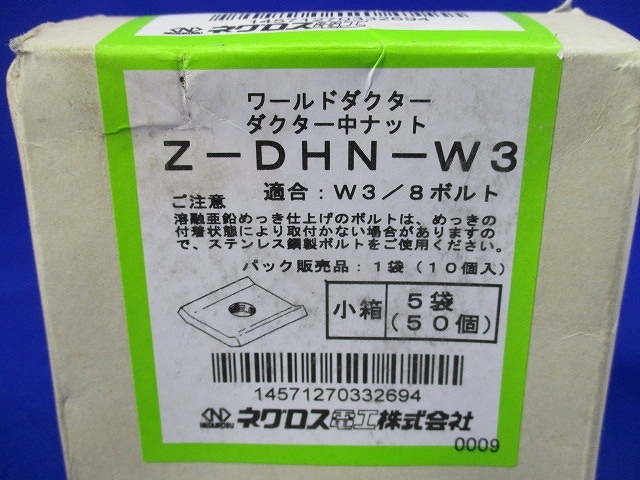 14571270332694
ネグロス電工株式会社
ワールドダクター
ダクター中ナット
Z－DHN－W3
適合：W3／8ボルト
ご注意
溶融亜鉛めっき仕上げのボルトは、めっきの
付着状態により取付かない場合がありますの
で、ステンレス鋼製ボルトをご使用ください。
パック販売品：1袋（10個入）
小箱 5袋
（50個）
14571270332694
NEGUROSU ネグロス電工株式会社
0009